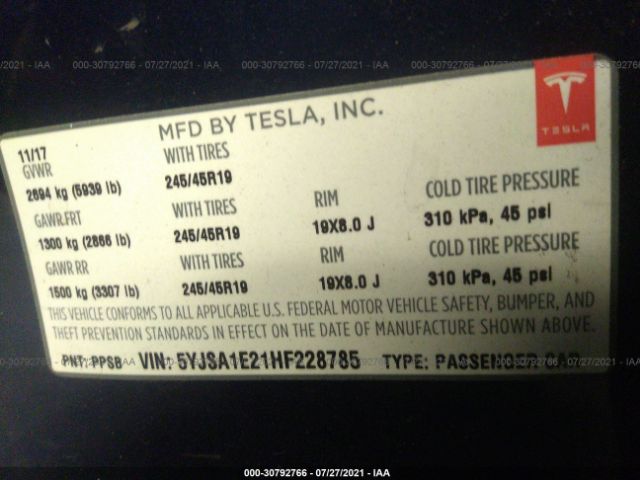 000-30792766 07/27/2021 - IAA
MFD BY TESLA, INC.
TESLA
11/17
GVWR WITH TIRES
2694 kg (5939 lb) 245/45R19
GAWR.FRT WITH TIRES RIM COLD TIRE PRESSURE
1300 kg (2866 lb) 245/45R19 19X8.0 J 310 kPa, 45 psi
GAWR RR WITH TIRES RIM COLD TIRE PRESSURE
1500 kg (3307 lb) 245/45R19 19X8.0 J 310 kPa, 45 psi
THIS VEHICLE CONFORMS TO ALL APPLICABLE U.S. FEDERAL MOTOR VEHICLE SAFETY, BUMPER, AND
THEFT PREVENTION STANDARDS IN EFFECT ON THE DATE OF MANUFACTURE SHOWN ABOVE.
PNT: PPSB VIN: 5YJSA1E21HF228785 TYPE: PASSENGER
000-30792766 07/27/2021 - IAA